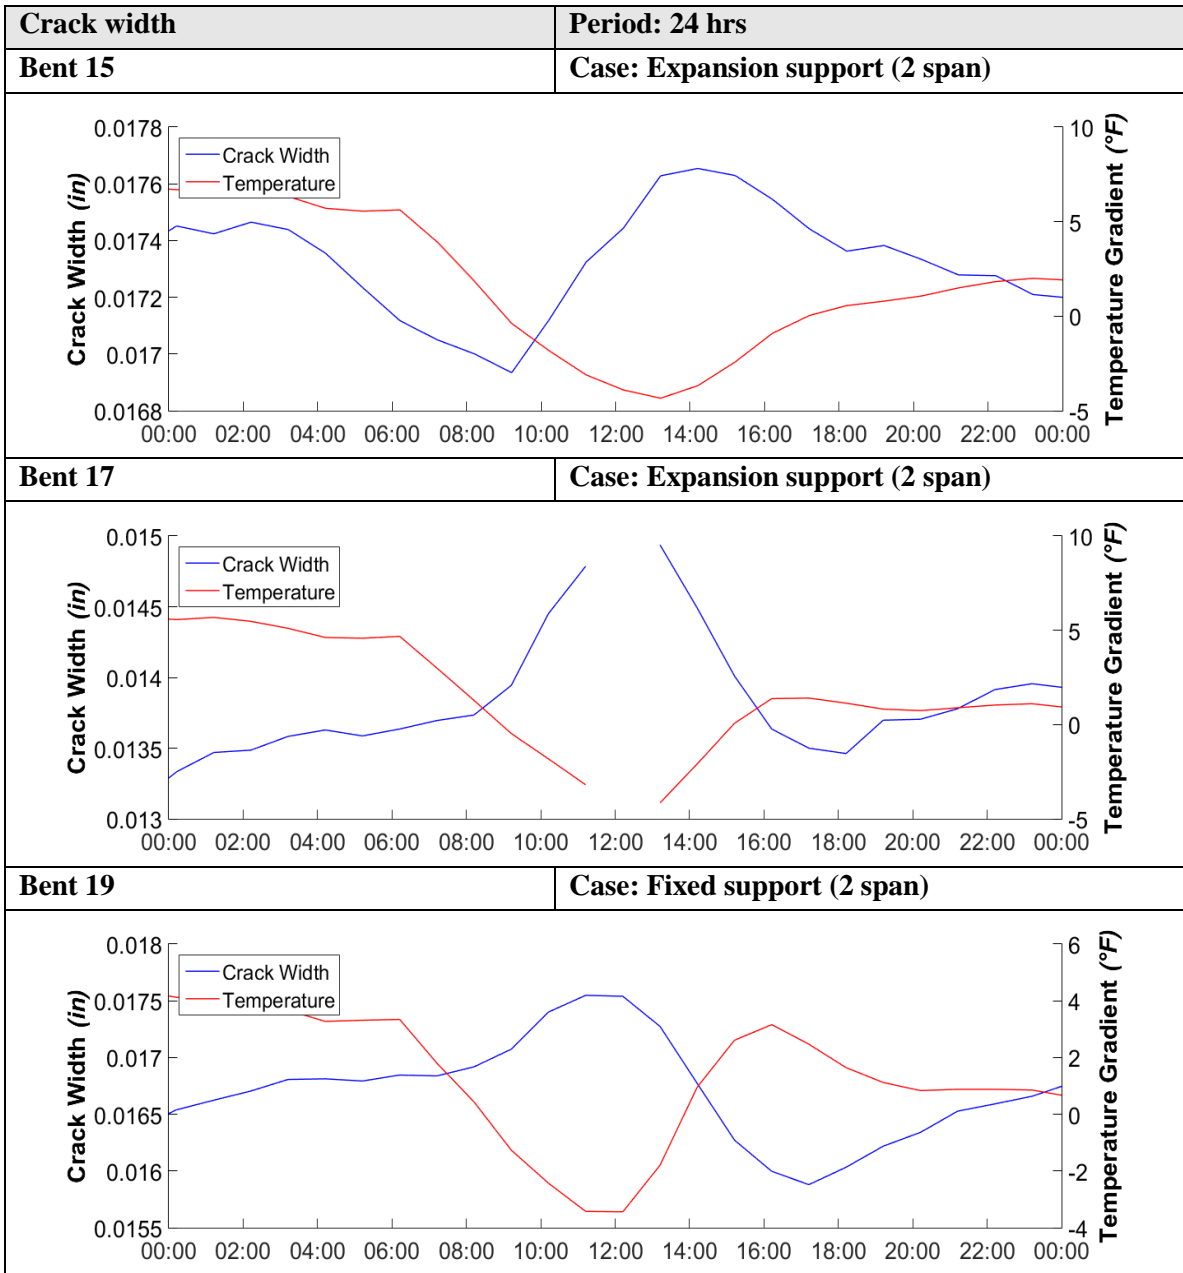 Crack width Period: 24 hrs
Bent 15 Case: Expansion support (2 span)
0.0178
0.0176
0.0174
0.0172
0.017
0.0168
Crack Width (in)
Crack Width
Temperature
10
5
0
-5
Temperature Gradient (°F)
00:00 02:00 04:00 06:00 08:00 10:00 12:00 14:00 16:00 18:00 20:00 22:00 00:00
Bent 17 Case: Expansion support (2 span)
0.015
0.0145
0.014
0.0135
0.013
Crack Width (in)
Crack Width
Temperature
10
5
0
-5
Temperature Gradient (°F)
00:00 02:00 04:00 06:00 08:00 10:00 12:00 14:00 16:00 18:00 20:00 22:00 00:00
Bent 19 Case: Fixed support (2 span)
0.018
0.0175
0.017
0.0165
0.016
0.0155
Crack Width (in)
Crack Width
Temperature
6
4
2
0
-2
-4
Temperature Gradient (°F)
00:00 02:00 04:00 06:00 08:00 10:00 12:00 14:00 16:00 18:00 20:00 22:00 00:00